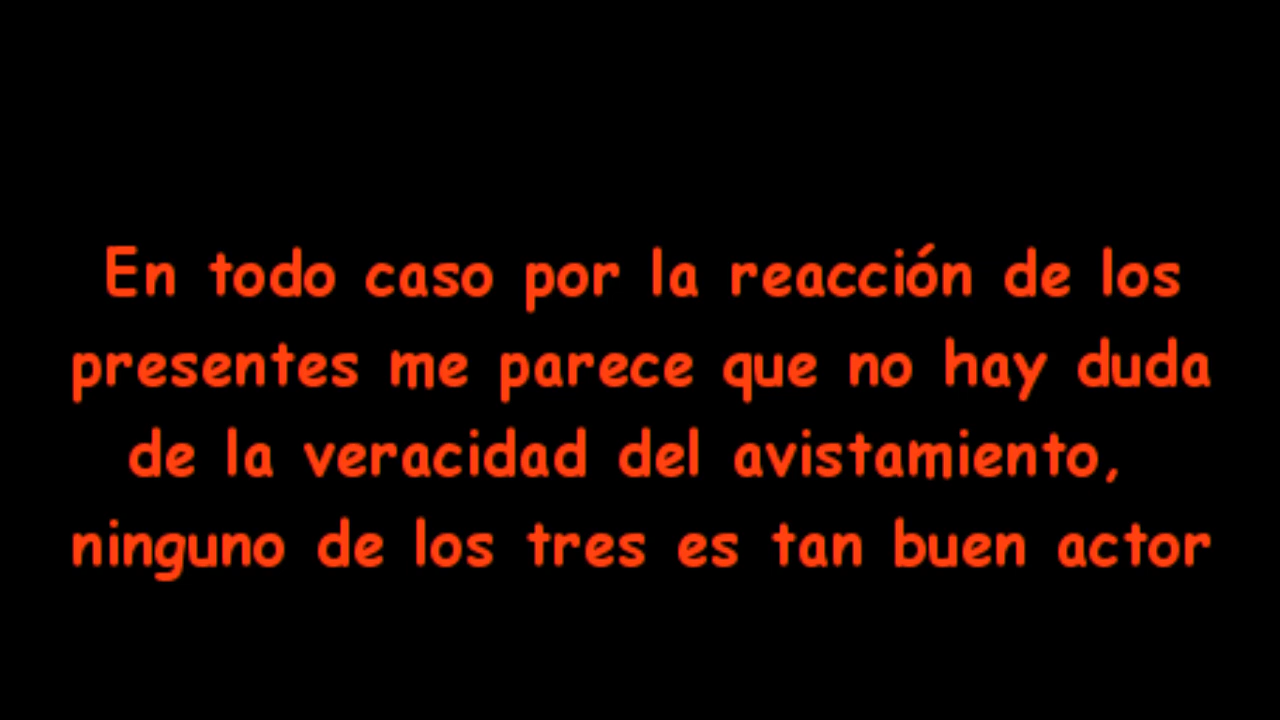 En todo caso por la reacción de los
presentes me parece que no hay duda
de la veracidad del avistamiento,
ninguno de los tres es tan buen actor